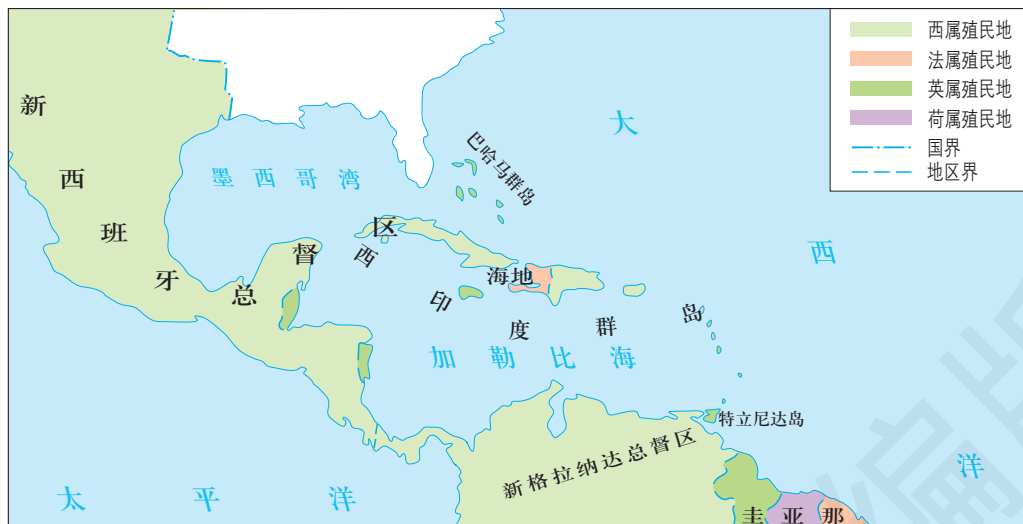 西属殖民地
法属殖民地
英属殖民地
荷属殖民地
国界
地区界
新西班牙总督区
墨西哥湾
巴哈马群岛
大西洋
西印度群岛
海地
加勒比海
特立尼达岛
新格拉纳达总督区
太平洋
圭亚那
编版